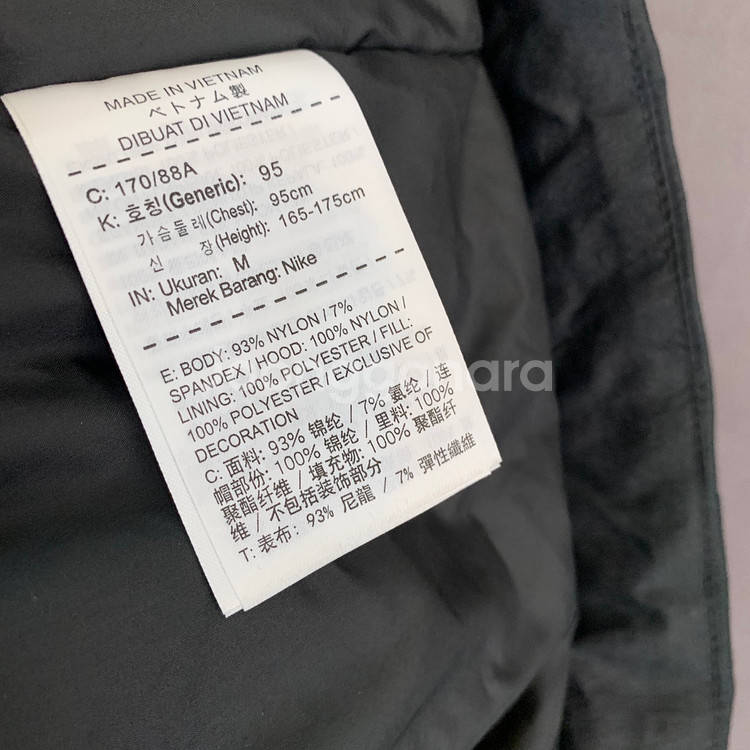 MADE IN VIETNAM
ベトナム製
DIBUAT DI VIETNAM
C: 170/88A
K: 호칭(Generic): 95
가슴둘레(Chest): 95cm
신 장(Height): 165-175cm
IN: Ukuran: M
Merek Barang: Nike
E: BODY: 93% NYLON / 7%
SPANDEX / HOOD: 100% NYLON /
LINING: 100% POLYESTER / FILL:
100% POLYESTER / EXCLUSIVE OF
DECORATION
C: 面料: 93% 锦纶 / 7% 氨纶 / 连
帽部份: 100% 锦纶 / 里料: 100%
聚酯纤维 / 填充物: 100% 聚酯纤
维 / 不包括装饰部分
T: 表布: 93% 尼龍 / 7% 彈性纖維